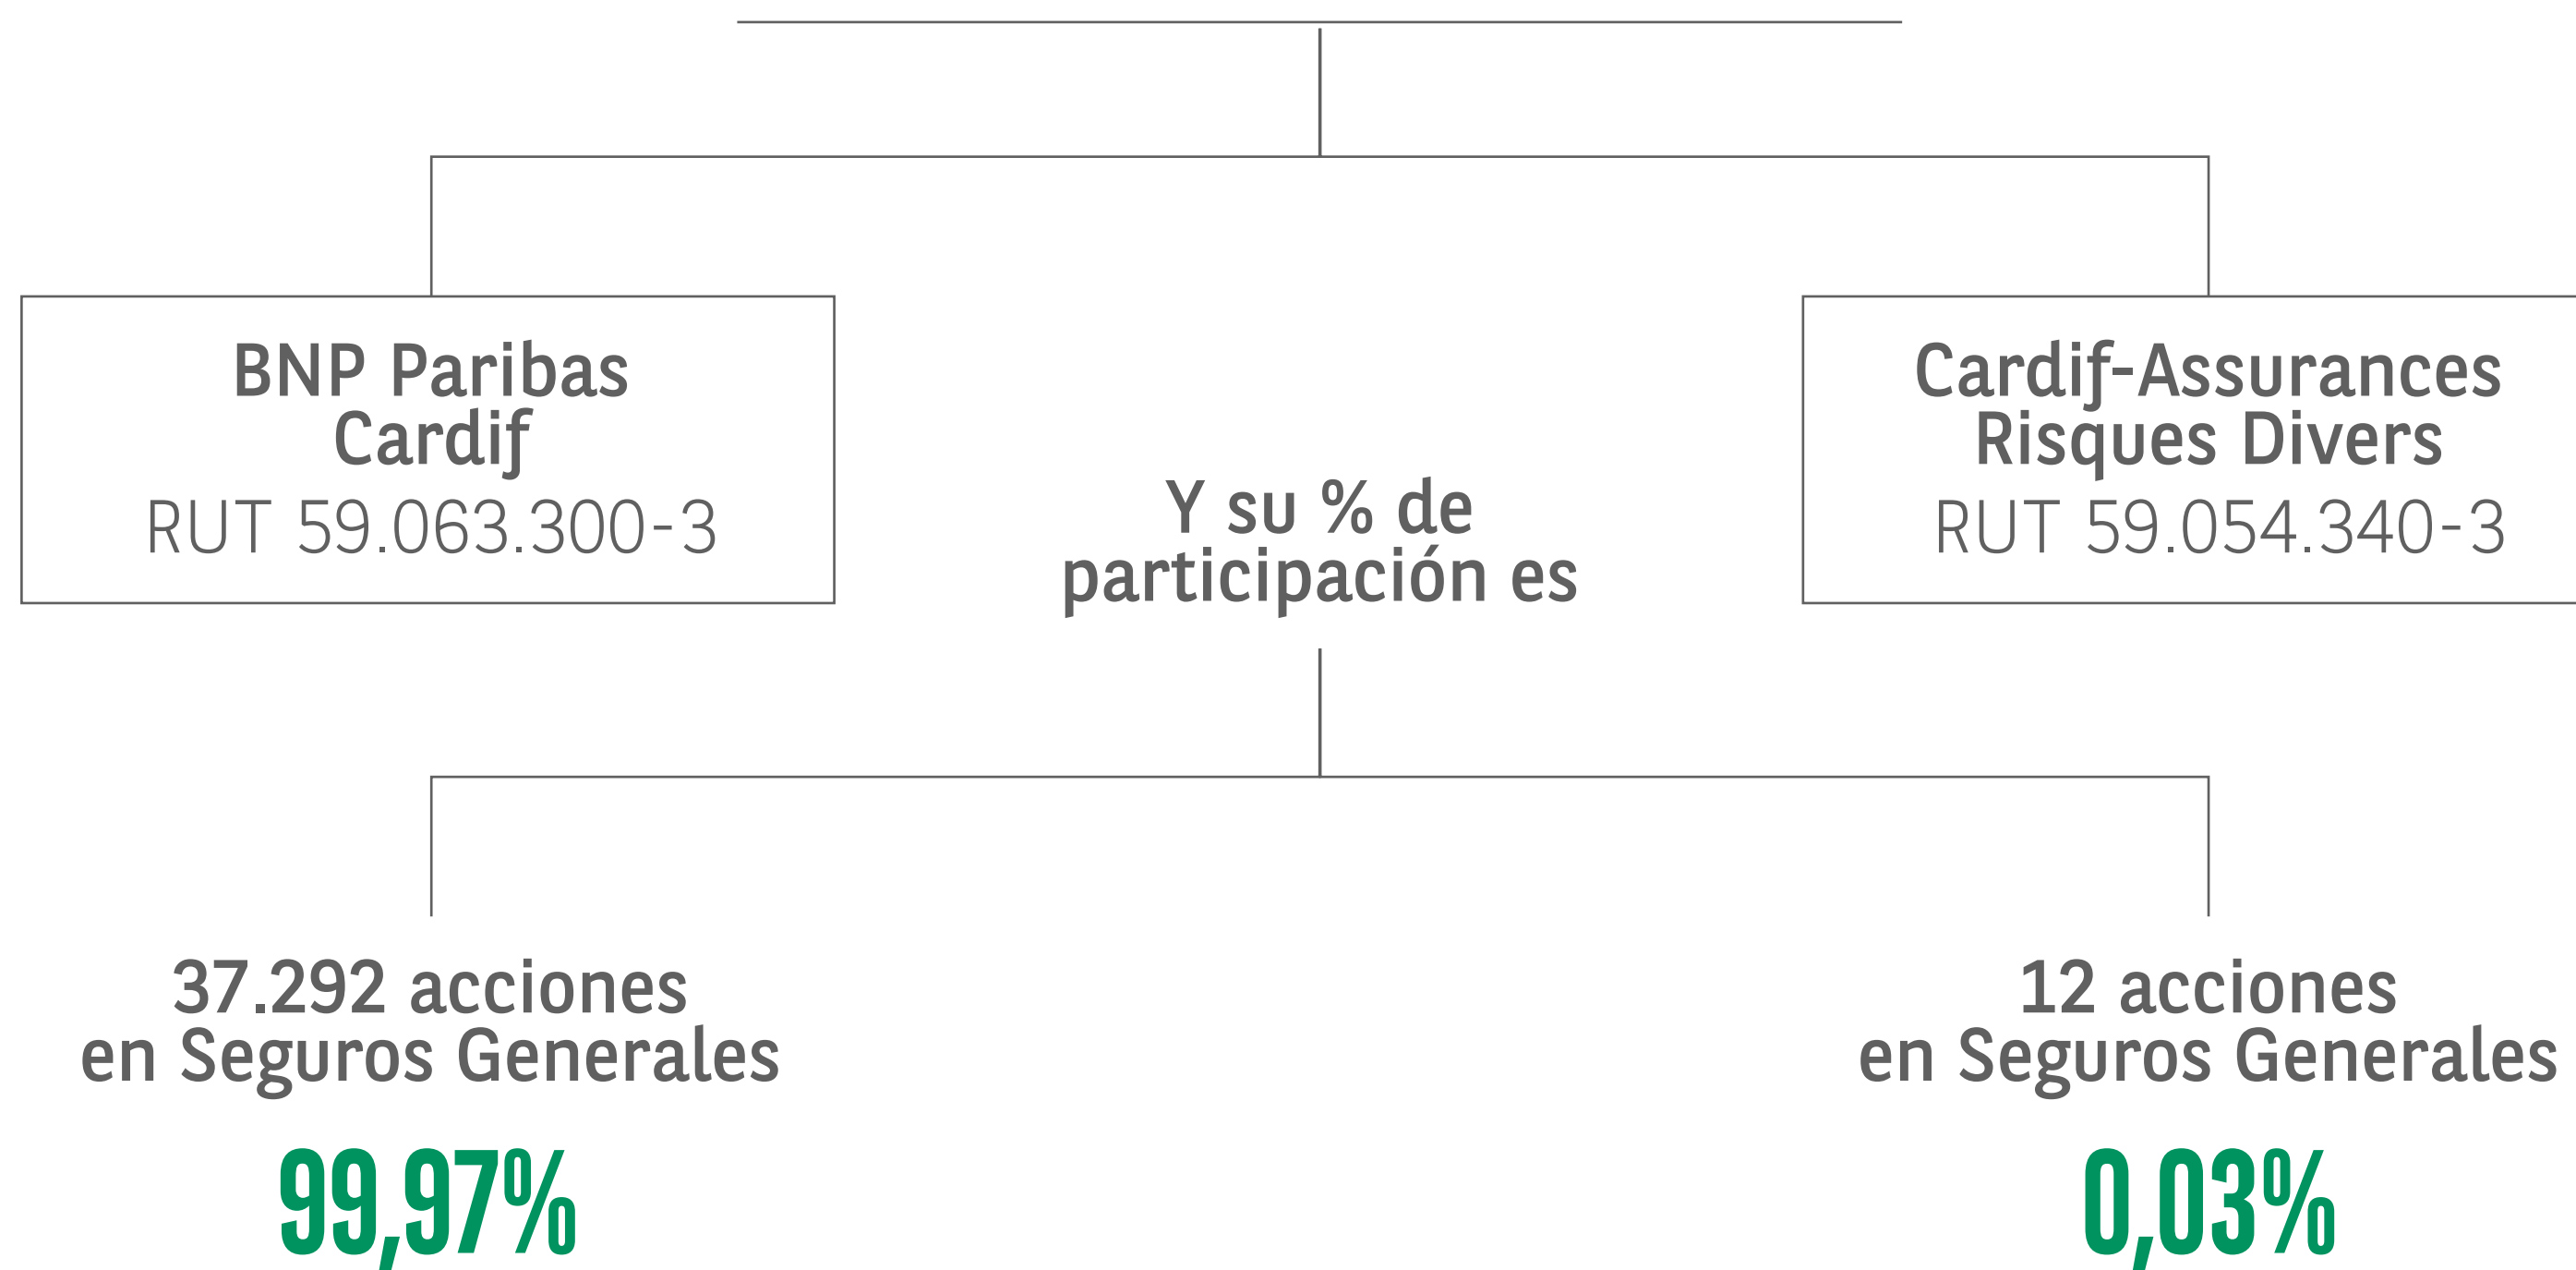 BNP Paribas
Cardif
RUT 59.063.300-3
Cardif-Assurances
Risques Divers
RUT 59.054.340-3
Y su % de
participación es
37.292 acciones
en Seguros Generales
99,97%
12 acciones
en Seguros Generales
0,03%